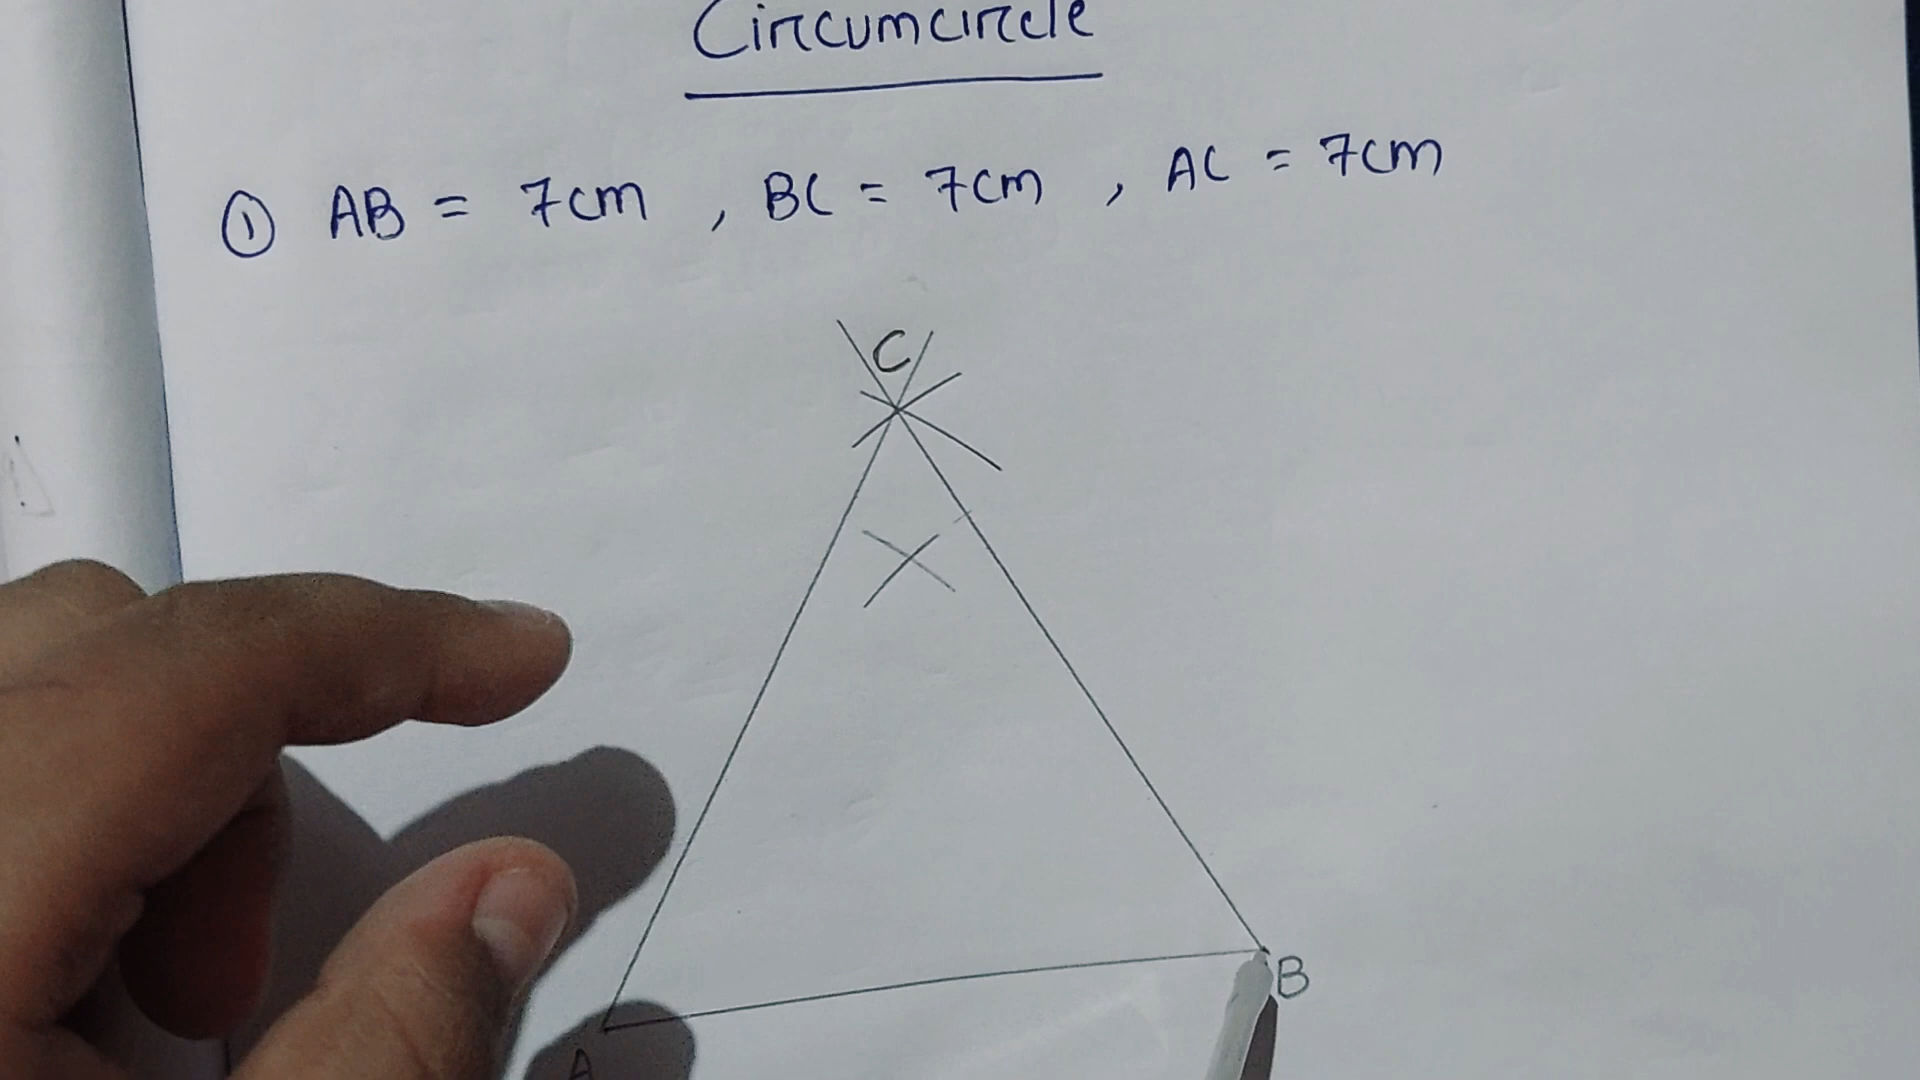 Circumcircle
① AB = 7cm , BC = 7cm , AC = 7cm
C
B
A